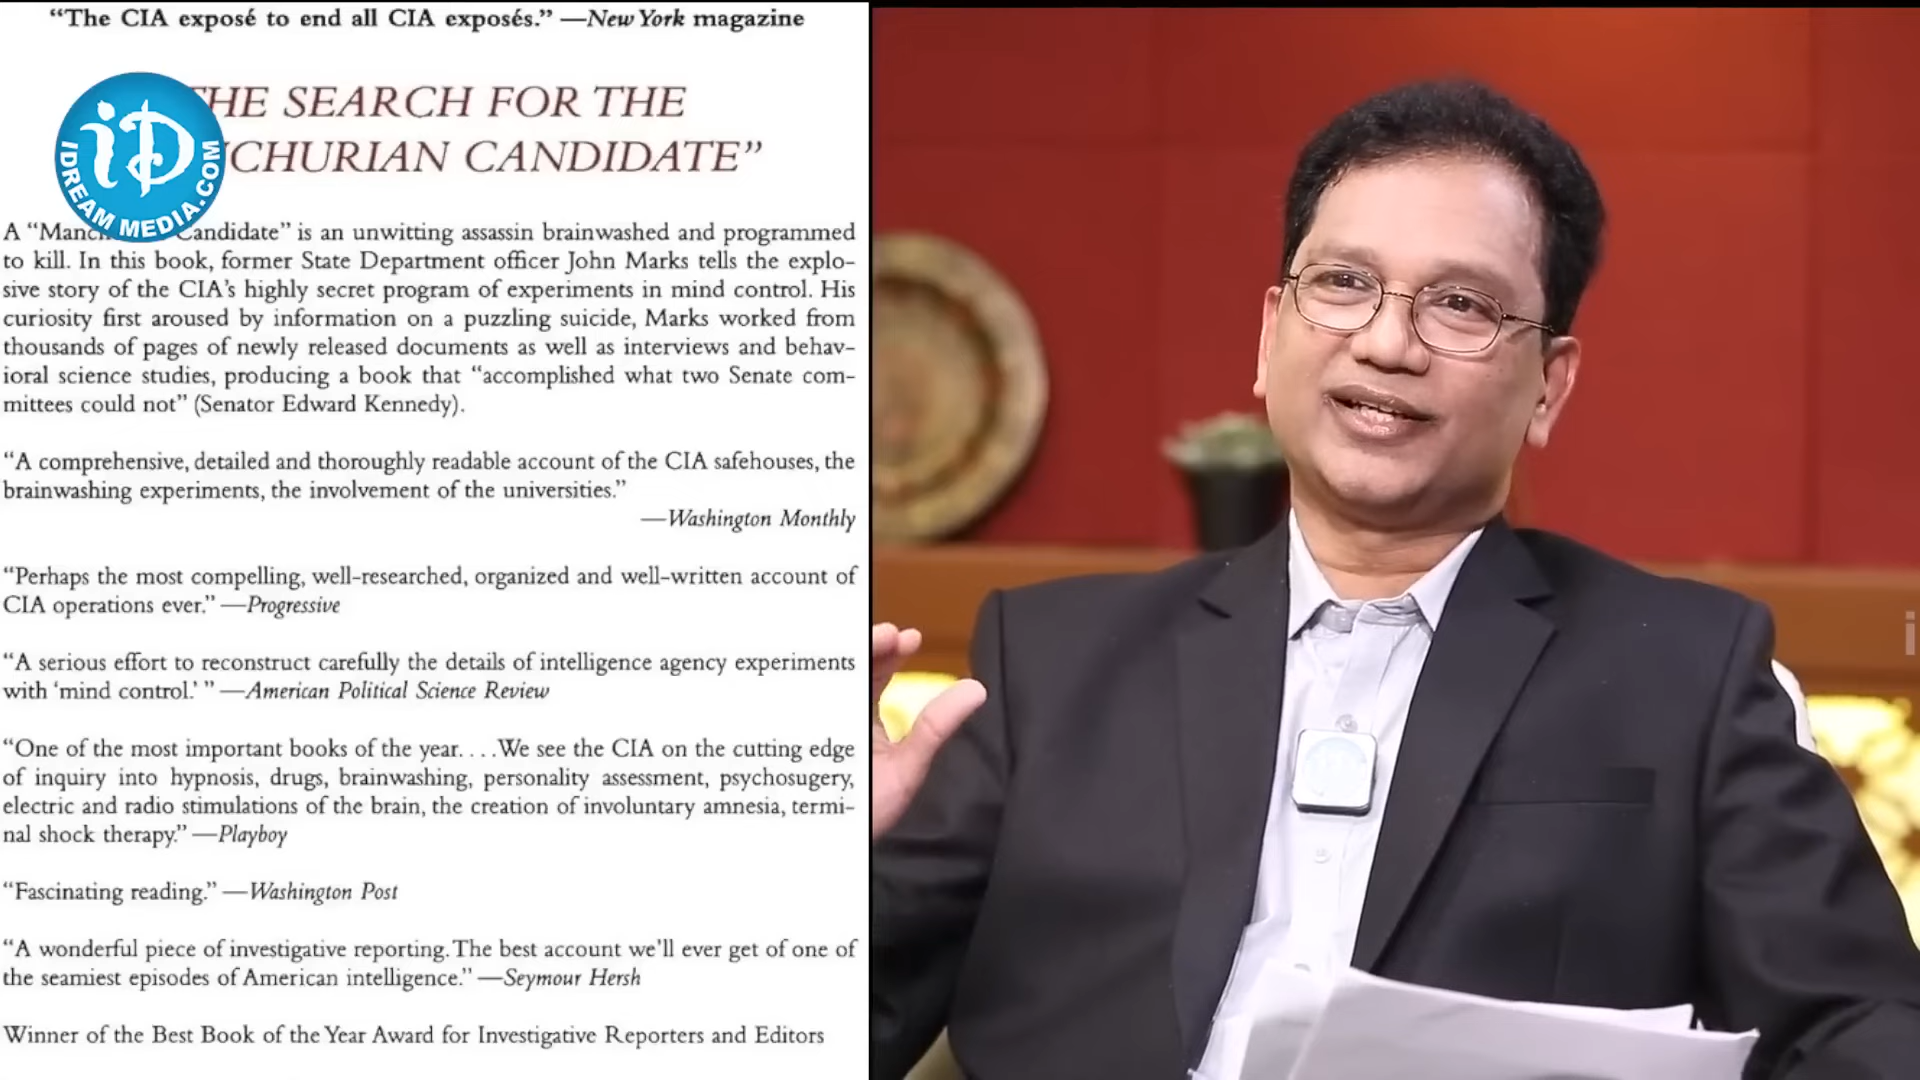 “The CIA exposé to end all CIA exposés.” —New York magazine
THE SEARCH FOR THE
CHURIAN CANDIDATE”
iD
IDREAM MEDIA.COM
A “Manch Candidate” is an unwitting assassin brainwashed and programmed
to kill. In this book, former State Department officer John Marks tells the explo-
sive story of the CIA’s highly secret program of experiments in mind control. His
curiosity first aroused by information on a puzzling suicide, Marks worked from
thousands of pages of newly released documents as well as interviews and behav-
ioral science studies, producing a book that “accomplished what two Senate com-
mittees could not” (Senator Edward Kennedy).
“A comprehensive, detailed and thoroughly readable account of the CIA safehouses, the
brainwashing experiments, the involvement of the universities.”
—Washington Monthly
“Perhaps the most compelling, well-researched, organized and well-written account of
CIA operations ever.” —Progressive
“A serious effort to reconstruct carefully the details of intelligence agency experiments
with ‘mind control.’ ” —American Political Science Review
“One of the most important books of the year. . . .We see the CIA on the cutting edge
of inquiry into hypnosis, drugs, brainwashing, personality assessment, psychosugery,
electric and radio stimulations of the brain, the creation of involuntary amnesia, termi-
nal shock therapy.” —Playboy
“Fascinating reading.” —Washington Post
“A wonderful piece of investigative reporting. The best account we’ll ever get of one of
the seamiest episodes of American intelligence.” —Seymour Hersh
Winner of the Best Book of the Year Award for Investigative Reporters and Editors
i